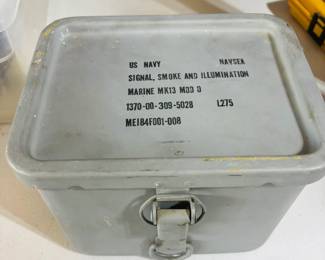 US NAVY NAVSEA
SIGNAL, SMOKE AND ILLUMINATION
MARINE MK13 MOD 0
1370-00-309-5028 L275
MEI84F001-008